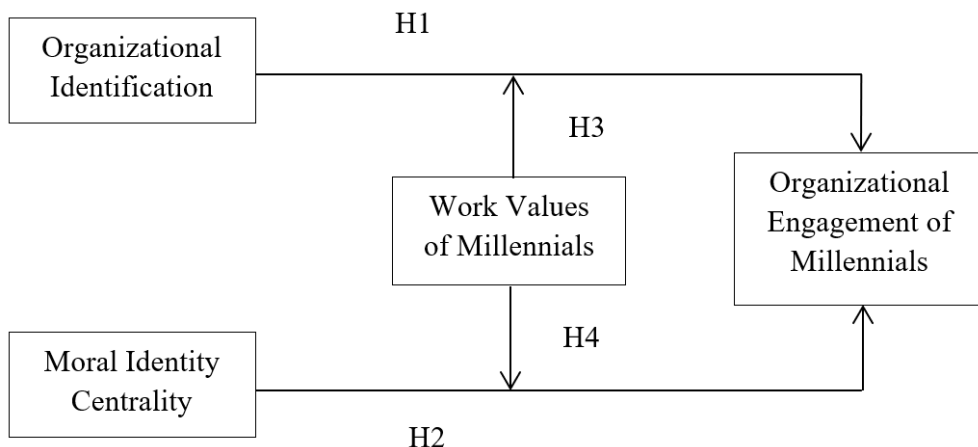 H1
Organizational
Identification
H3
Work Values
of Millennials
Organizational
Engagement of
Millennials
H4
Moral Identity
Centrality
H2